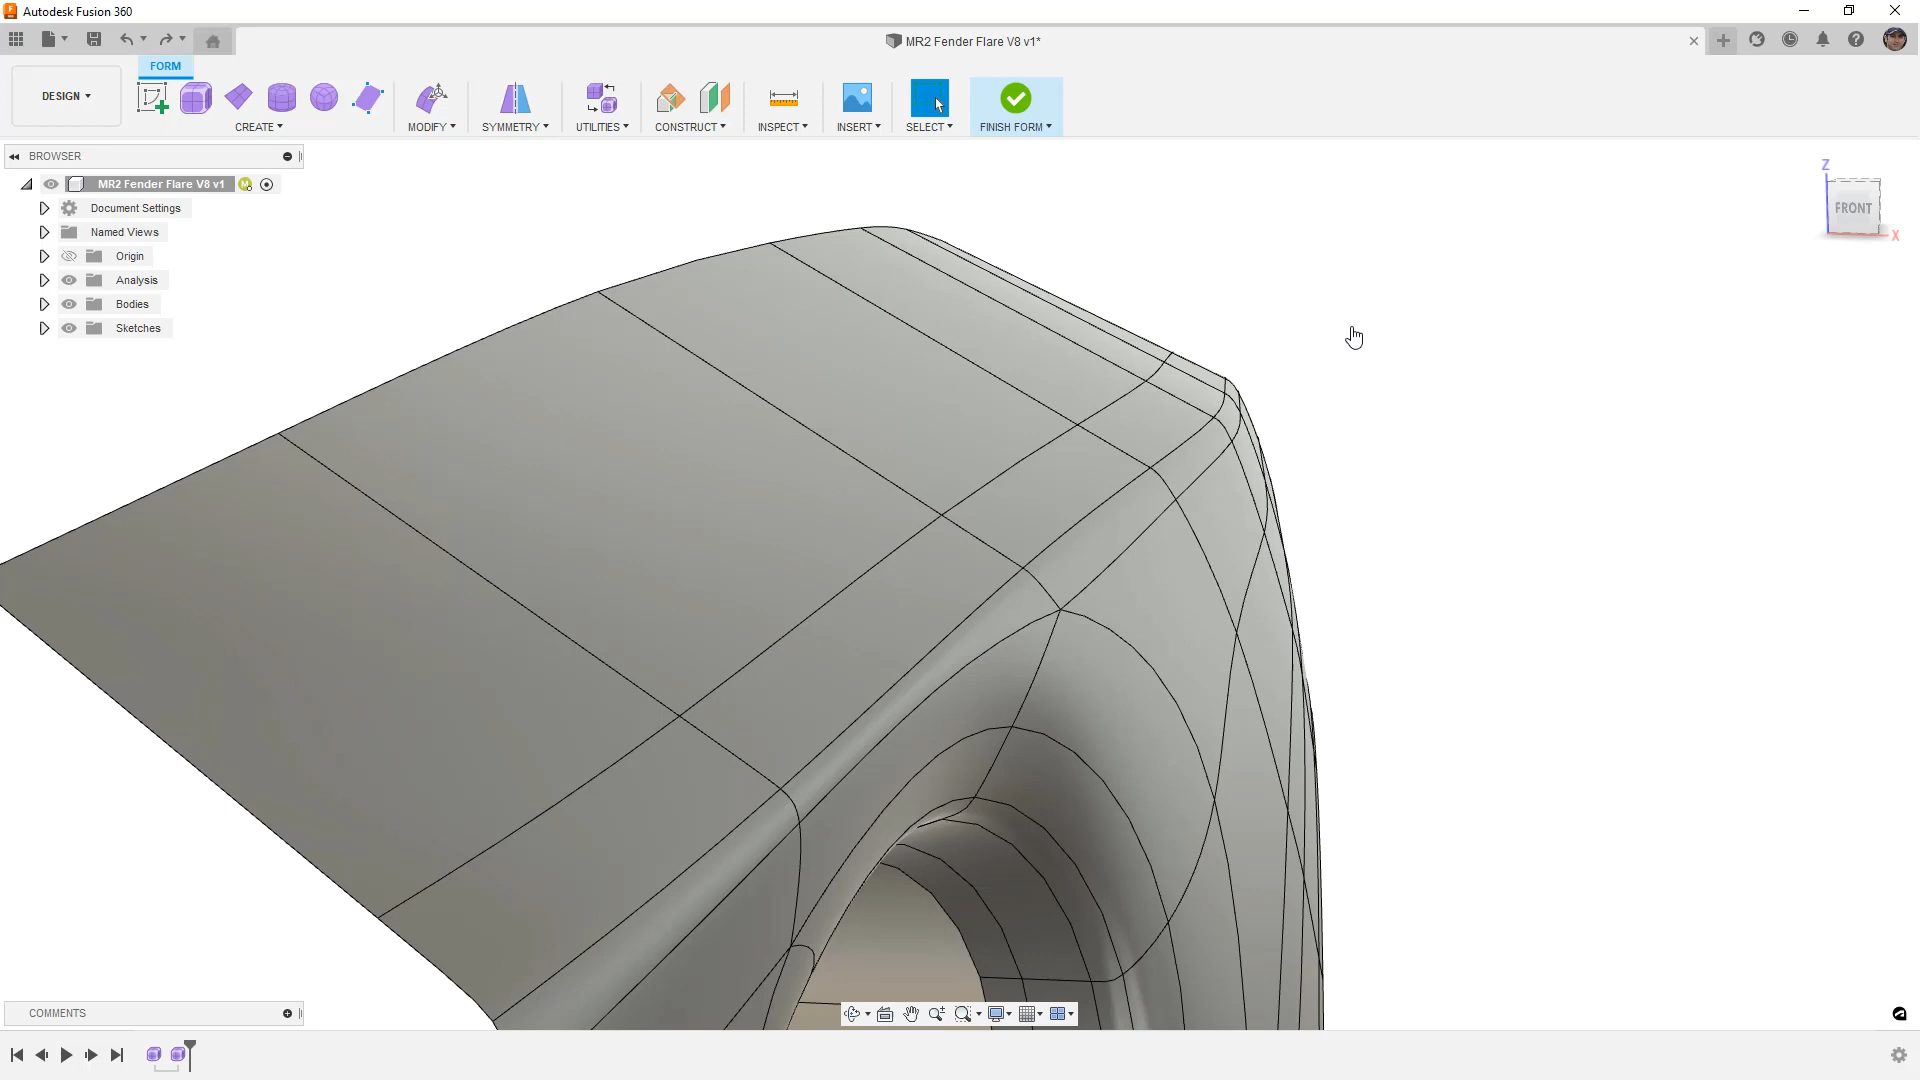 Autodesk Fusion 360
MR2 Fender Flare V8 v1*
FORM
DESIGN
CREATE
MODIFY
SYMMETRY
UTILITIES
CONSTRUCT
INSPECT
INSERT
SELECT
FINISH FORM
BROWSER
MR2 Fender Flare V8 v1
Document Settings
Named Views
Origin
Analysis
Bodies
Sketches
Z
FRONT
X
COMMENTS